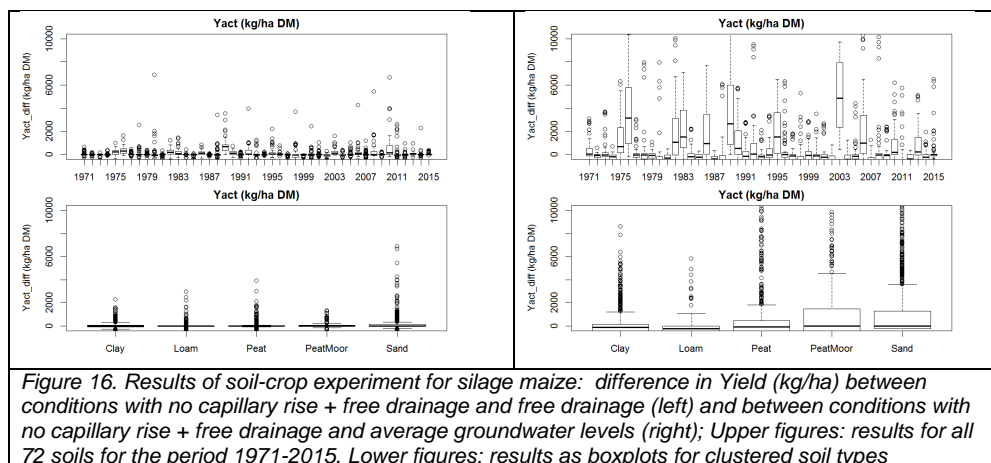 Yact (kg/ha DM)
Yact_diff (kg/ha DM)
10000
6000
2000
0
1971 1975 1979 1983 1987 1991 1995 1999 2003 2007 2011 2015
Yact (kg/ha DM)
Yact_diff (kg/ha DM)
10000
6000
2000
0
1971 1975 1979 1983 1987 1991 1995 1999 2003 2007 2011 2015
Yact (kg/ha DM)
Yact_diff (kg/ha DM)
10000
6000
2000
0
Clay Loam Peat PeatMoor Sand
Yact (kg/ha DM)
Yact_diff (kg/ha DM)
10000
6000
2000
0
Clay Loam Peat PeatMoor Sand
Figure 16. Results of soil-crop experiment for silage maize: difference in Yield (kg/ha) between
conditions with no capillary rise + free drainage and free drainage (left) and between conditions with
no capillary rise + free drainage and average groundwater levels (right); Upper figures: results for all
72 soils for the period 1971-2015. Lower figures: results as boxplots for clustered soil types